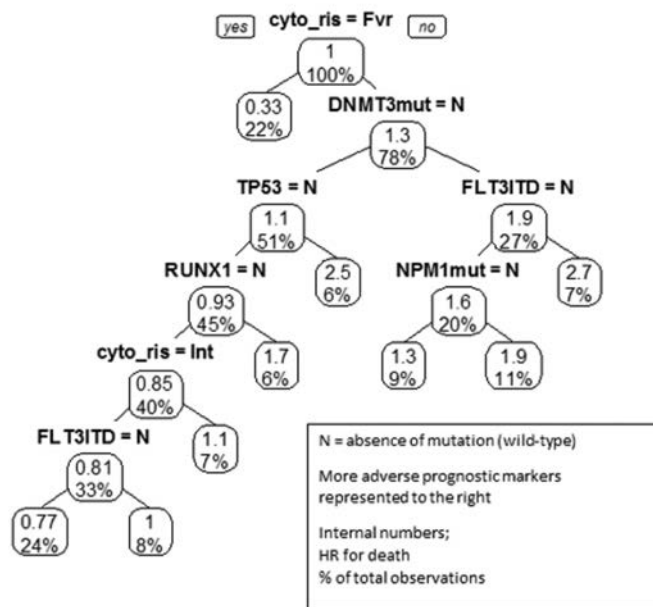 yes cyto_ris = Fvr no
1
100%
0.33
22%
DNMT3mut = N
1.3
78%
TP53 = N
FLT3ITD = N
1.1
51%
1.9
27%
RUNX1 = N
2.5
6%
NPM1mut = N
2.7
7%
0.93
45%
1.6
20%
cyto_ris = Int
1.7
6%
1.3
9%
1.9
11%
0.85
40%
FLT3ITD = N
1.1
7%
0.81
33%
0.77
24%
1
8%
N = absence of mutation (wild-type)
More adverse prognostic markers
represented to the right
Internal numbers;
HR for death
% of total observations